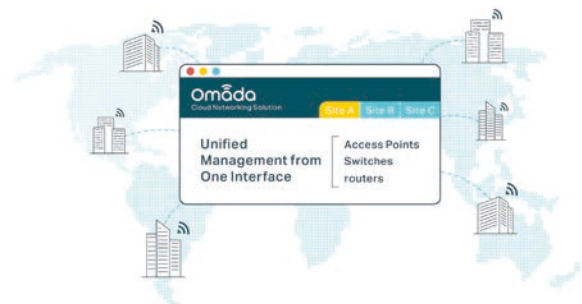 Omada
Cloud Networking Solution
Site A Site B Site C
Unified
Management from
One Interface
Access Points
Switches
routers